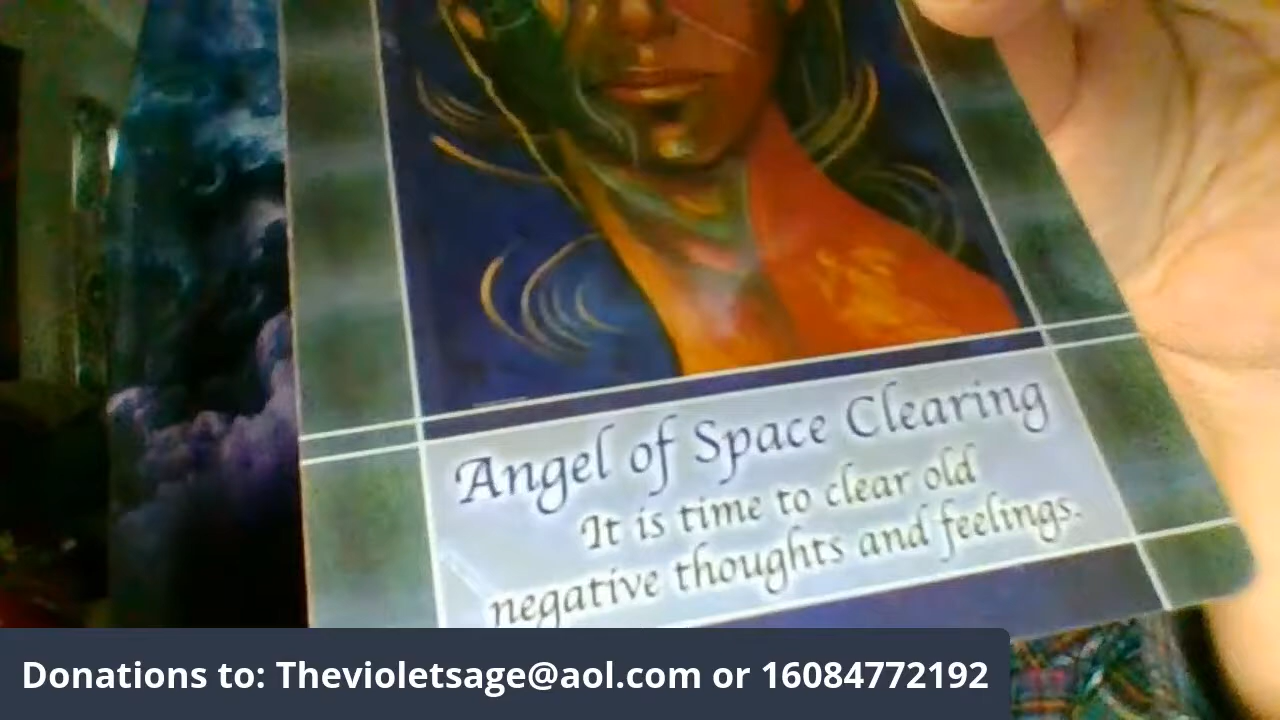 Angel of Space Clearing
It is time to clear old
negative thoughts and feelings.
Donations to: Thevioletsage@aol.com or 16084772192